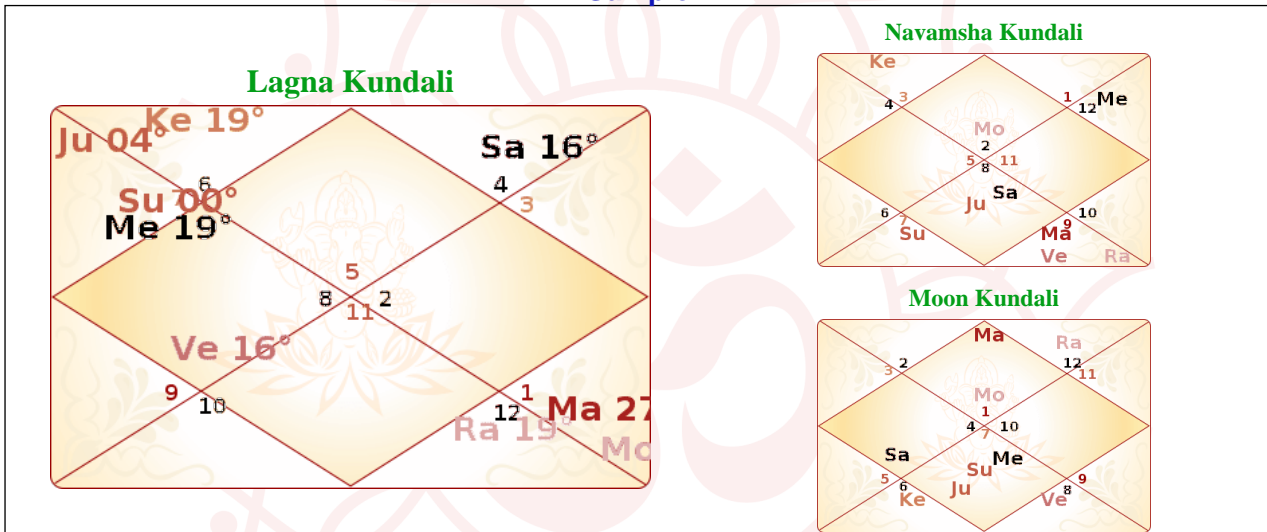 Lagna Kundali
Ke 19°
Ju 04°
Sa 16°
6
4
7
Su 00°
3
Me 19°
5
8
2
11
Ve 16°
9
1
10
12
Ma 27
Ra 19°
Mo
Navamsha Kundali
Ke
4
3
1
12
Me
Mo
2
5
11
8
Sa
Ju
6
7
Su
10
9
Ma
Ve
Ra
Moon Kundali
Ma
Ra
3
2
12
11
Mo
1
4
10
7
Sa
Me
Su
5
6
Ke
Ju
9
8
Ve